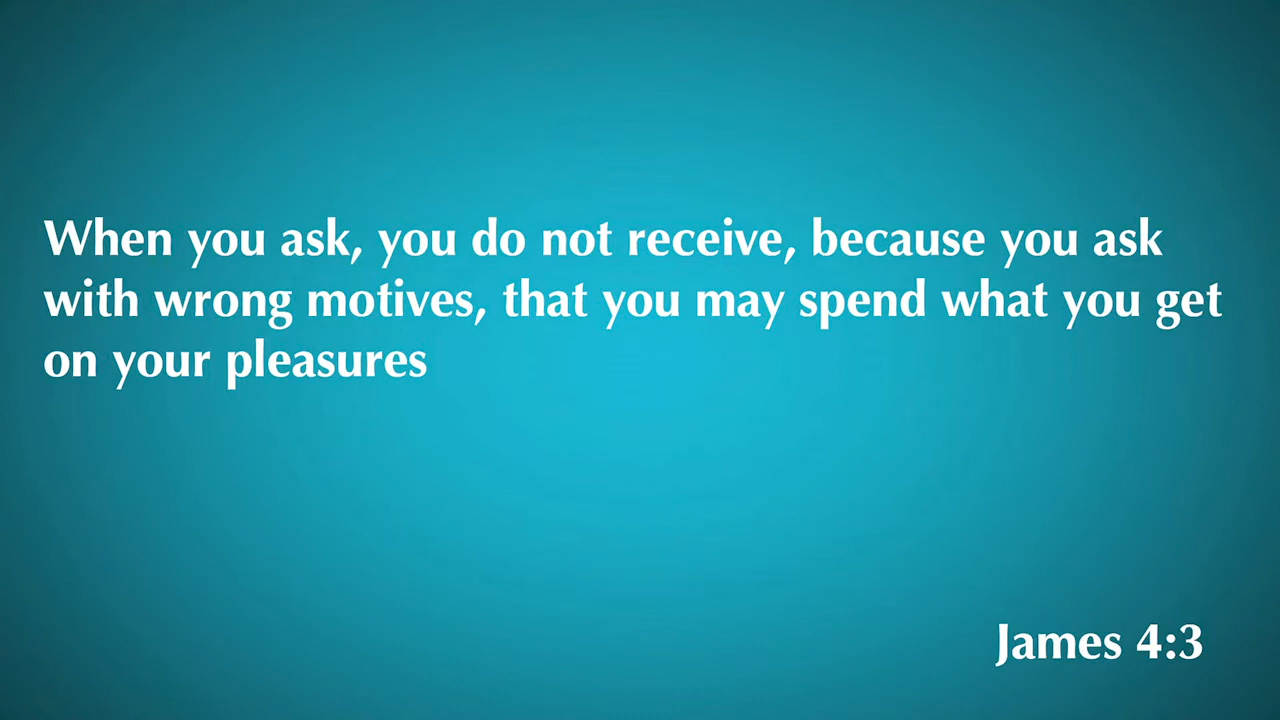 When you ask, you do not receive, because you ask
with wrong motives, that you may spend what you get
on your pleasures
James 4:3